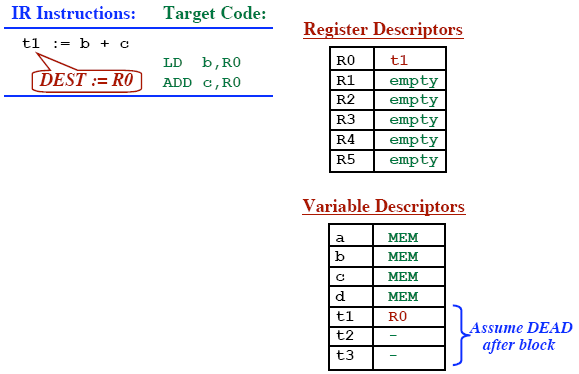 IR Instructions: Target Code:
t1 := b + c
LD b,R0
DEST := R0
ADD c,R0
Register Descriptors
R0 t1
R1 empty
R2 empty
R3 empty
R4 empty
R5 empty
Variable Descriptors
a MEM
b MEM
c MEM
d MEM
t1 R0
t2 -
t3 -
Assume DEAD
after block